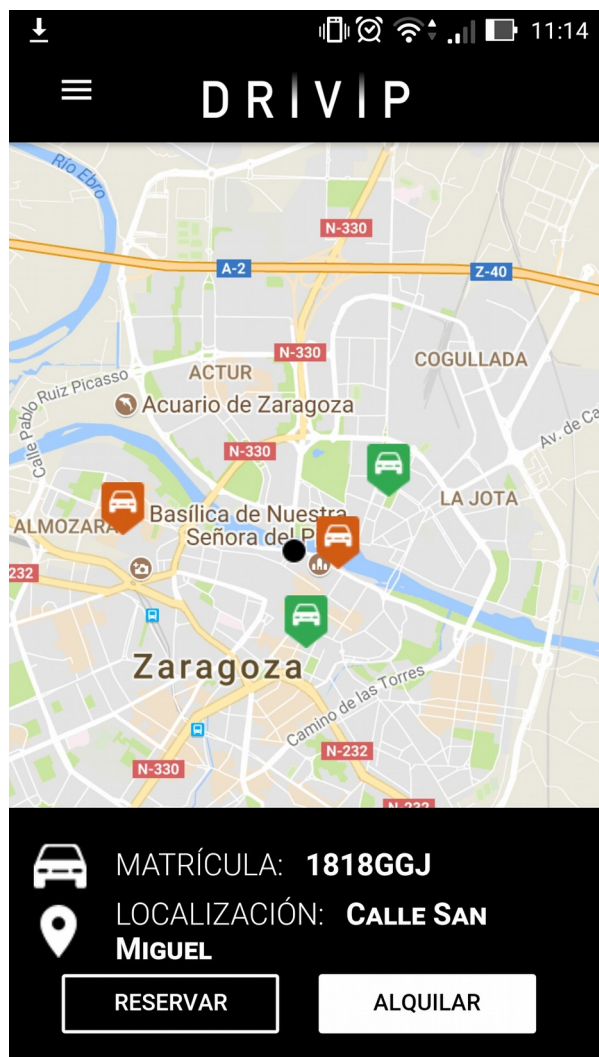 11:14
DRIVIP
Río Ebro
N-330
A-2
Z-40
N-330
COGULLADA
ACTUR
Calle Pablo Ruiz Picasso
Acuario de Zaragoza
Av. de Ca
N-330
LA JOTA
ALMOZARA
Basílica de Nuestra
Señora del P
232
Zaragoza
Camino de las Torres
N-232
N-330
N-232
MATRÍCULA: 1818GGJ
LOCALIZACIÓN: CALLE SAN
MIGUEL
RESERVAR
ALQUILAR